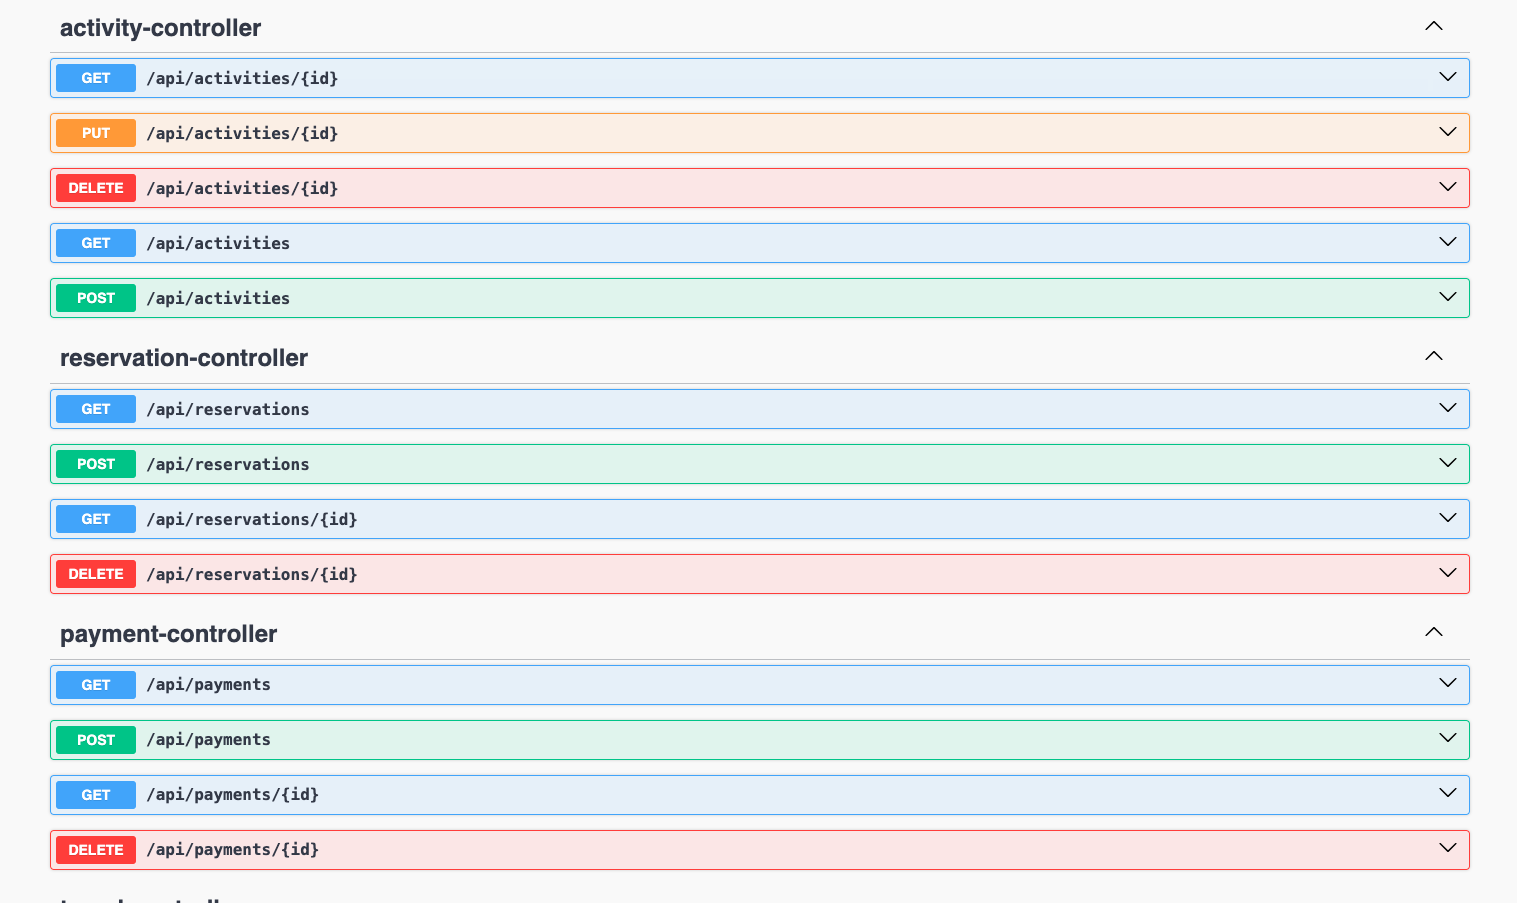 activity-controller
GET /api/activities/{id}
PUT /api/activities/{id}
DELETE /api/activities/{id}
GET /api/activities
POST /api/activities
reservation-controller
GET /api/reservations
POST /api/reservations
GET /api/reservations/{id}
DELETE /api/reservations/{id}
payment-controller
GET /api/payments
POST /api/payments
GET /api/payments/{id}
DELETE /api/payments/{id}